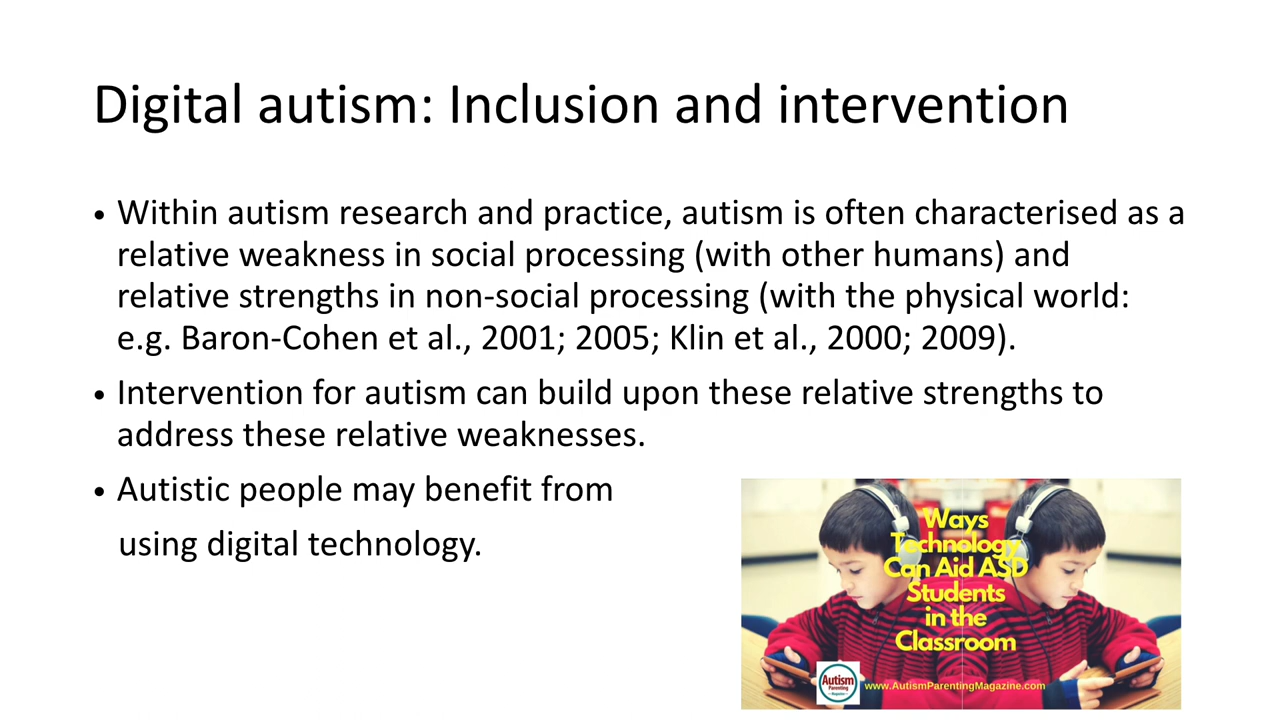 Digital autism: Inclusion and intervention
• Within autism research and practice, autism is often characterised as a
relative weakness in social processing (with other humans) and
relative strengths in non-social processing (with the physical world:
e.g. Baron-Cohen et al., 2001; 2005; Klin et al., 2000; 2009).
• Intervention for autism can build upon these relative strengths to
address these relative weaknesses.
• Autistic people may benefit from
using digital technology.
Ways
Technology
Can Aid ASD
Students
in the
Classroom
Autism
Parenting
Magazine
www.AutismParentingMagazine.com